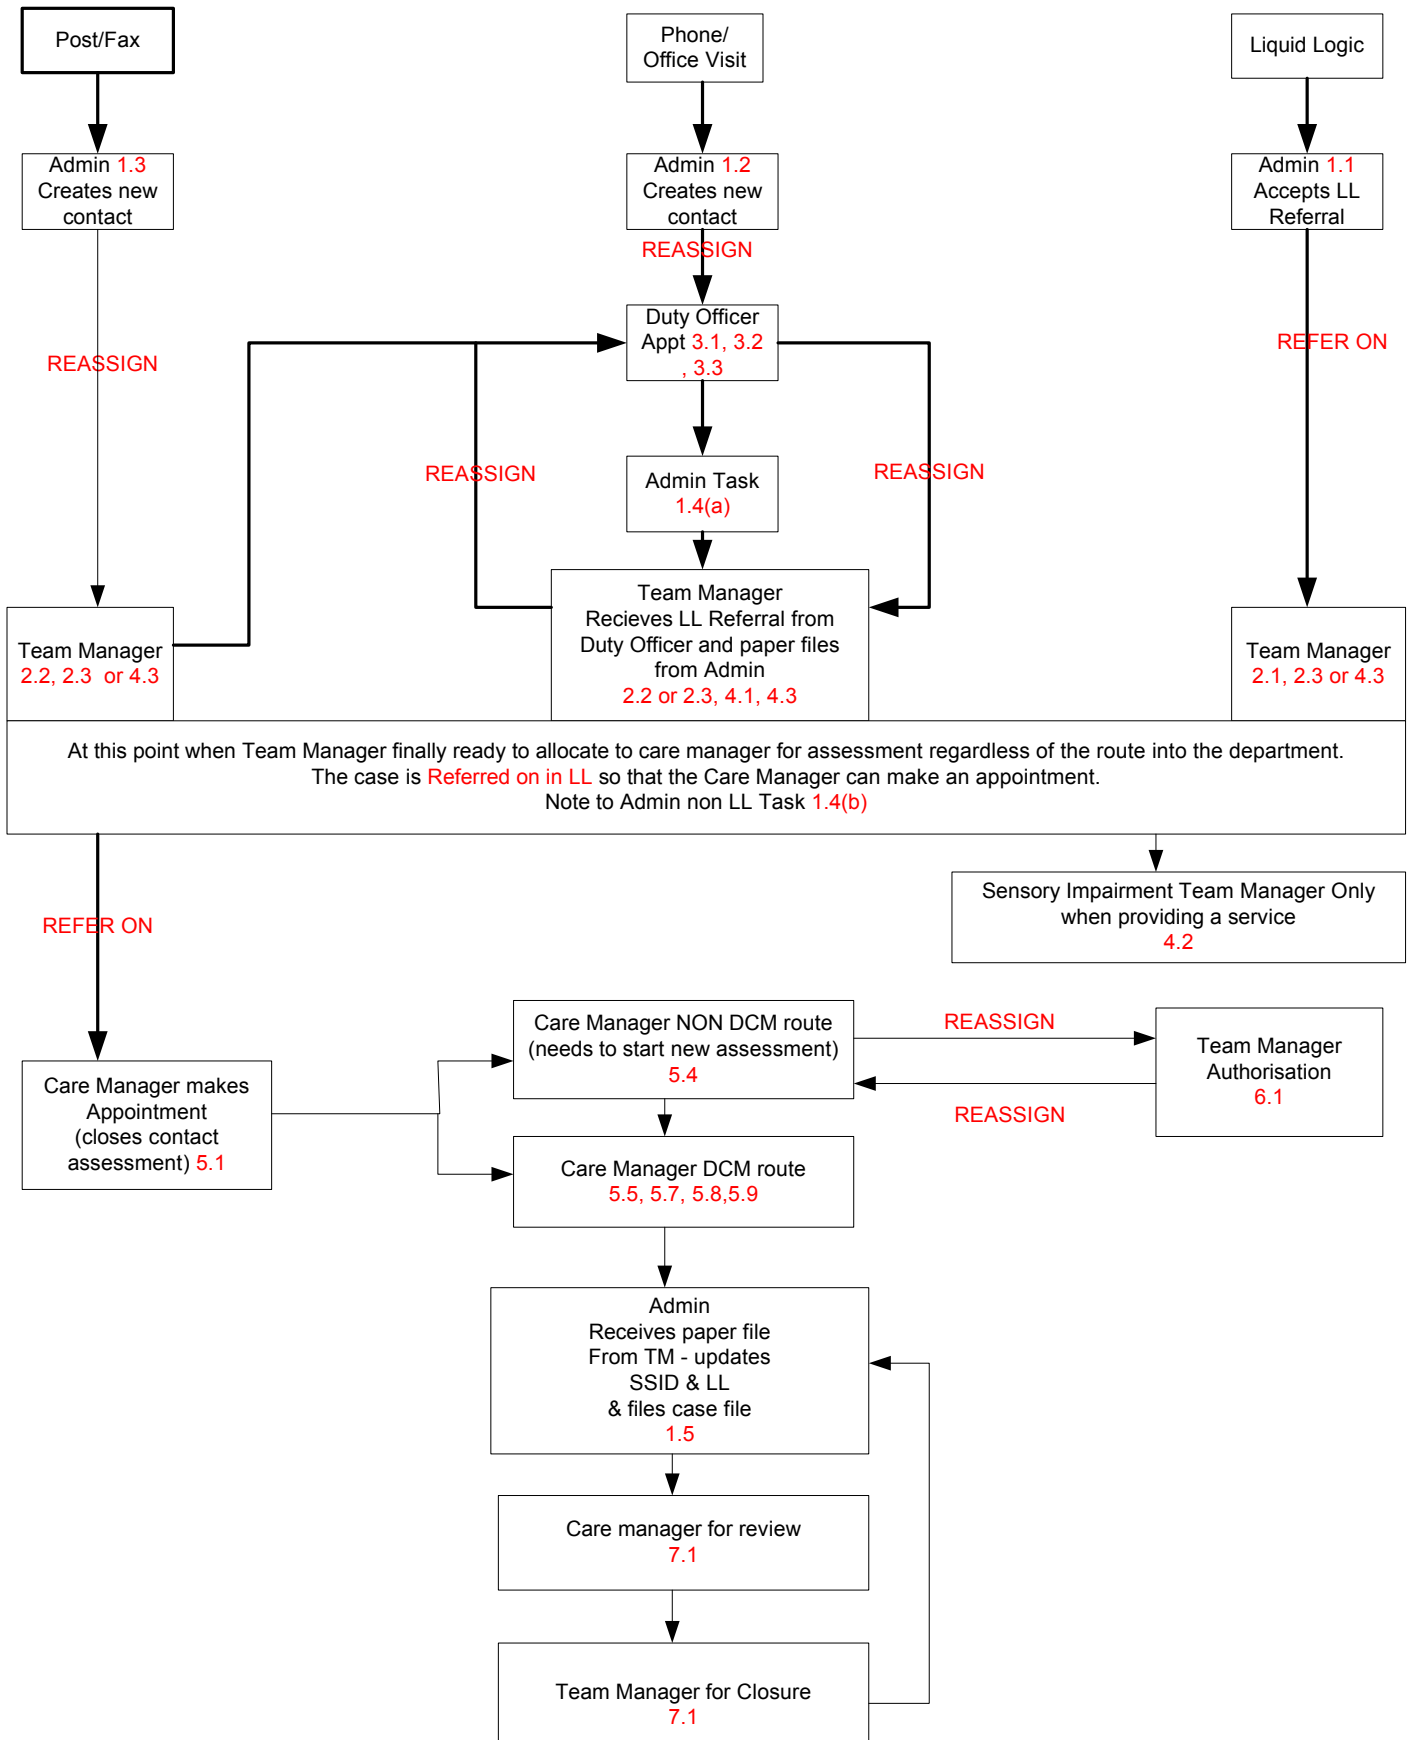 Post/Fax
Phone/
Office Visit
Liquid Logic
Admin 1.3
Creates new
contact
Admin 1.2
Creates new
contact
Admin 1.1
Accepts LL
Referral
REASSIGN
Duty Officer
Appt 3.1, 3.2
, 3.3
REASSIGN
REFER ON
REASSIGN
REASSIGN
Admin Task
1.4(a)
Team Manager
2.2, 2.3 or 4.3
Team Manager
Recieves LL Referral from
Duty Officer and paper files
from Admin
2.2 or 2.3, 4.1, 4.3
Team Manager
2.1, 2.3 or 4.3
At this point when Team Manager finally ready to allocate to care manager for assessment regardless of the route into the department.
The case is Referred on in LL so that the Care Manager can make an appointment.
Note to Admin non LL Task 1.4(b)
REFER ON
Sensory Impairment Team Manager Only
when providing a service
4.2
Care Manager makes
Appointment
(closes contact
assessment) 5.1
Care Manager NON DCM route
(needs to start new assessment)
5.4
REASSIGN
REASSIGN
Team Manager
Authorisation
6.1
Care Manager DCM route
5.5, 5.7, 5.8,5.9
Admin
Receives paper file
From TM - updates
SSID & LL
& files case file
1.5
Care manager for review
7.1
Team Manager for Closure
7.1